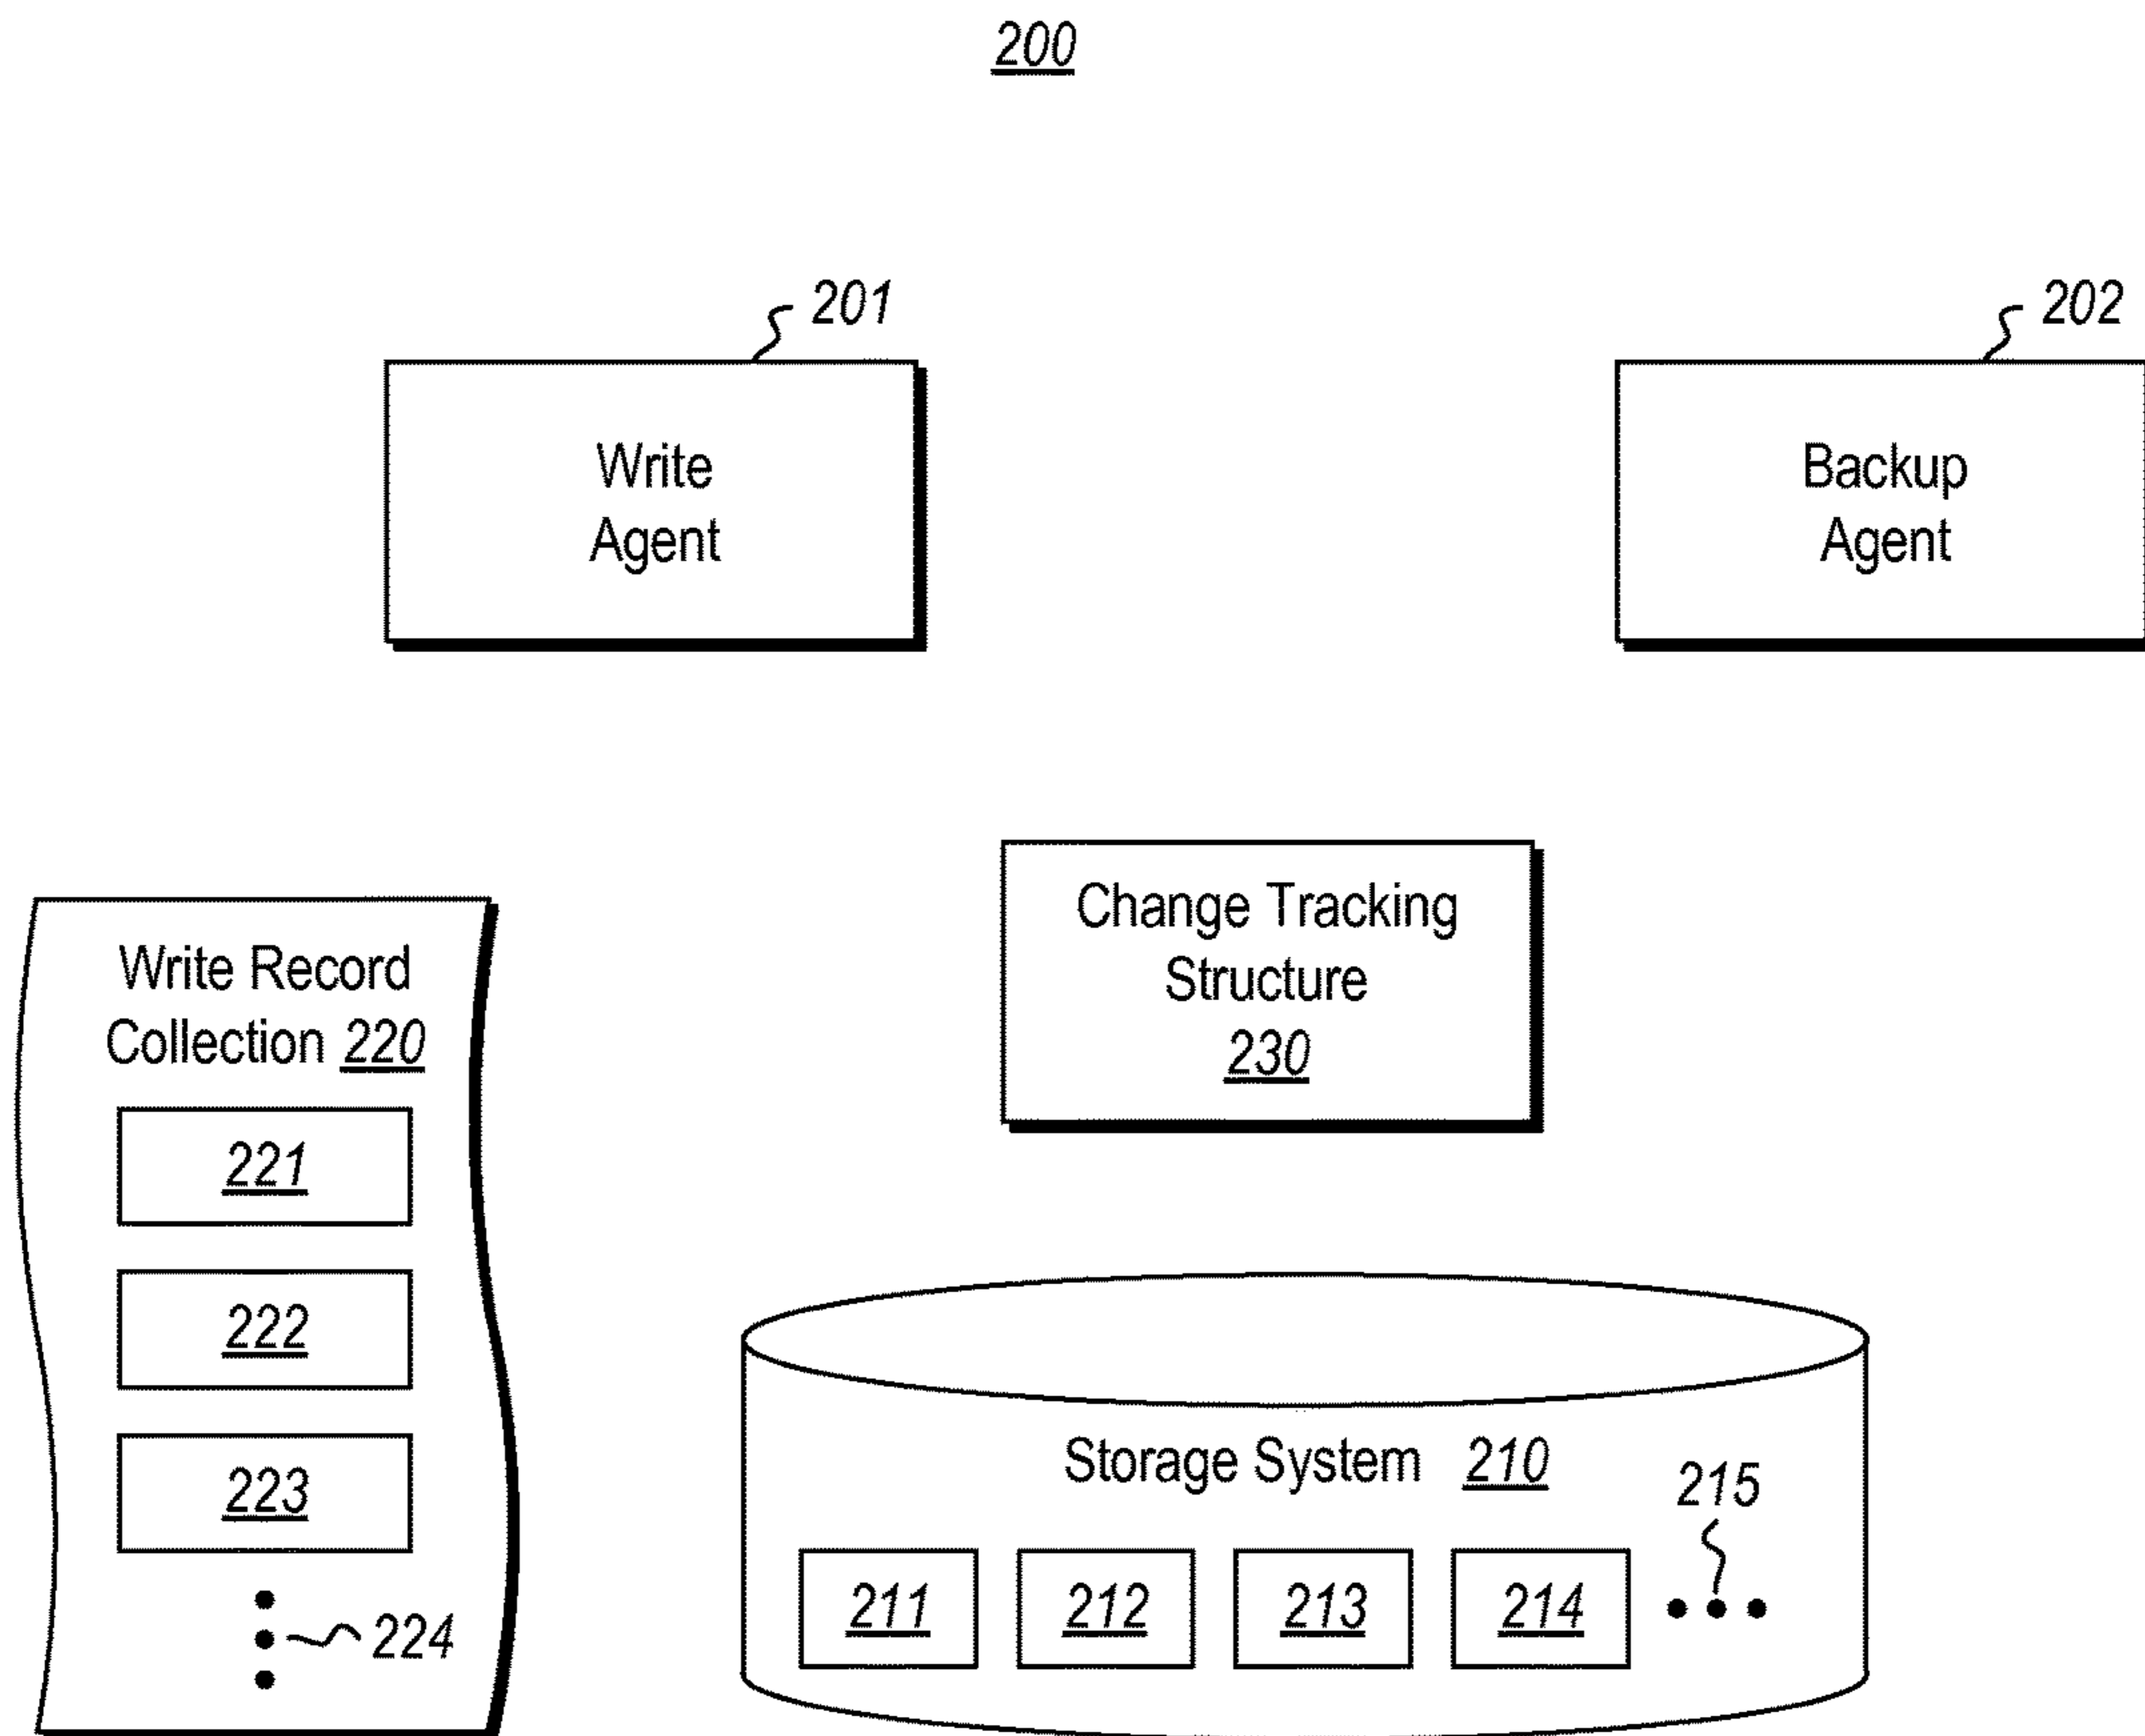 200
201
202
Write
Agent
Backup
Agent
Change Tracking
Structure
230
Write Record
Collection 220
221
222
223
224
Storage System 210
215
211
212
213
214